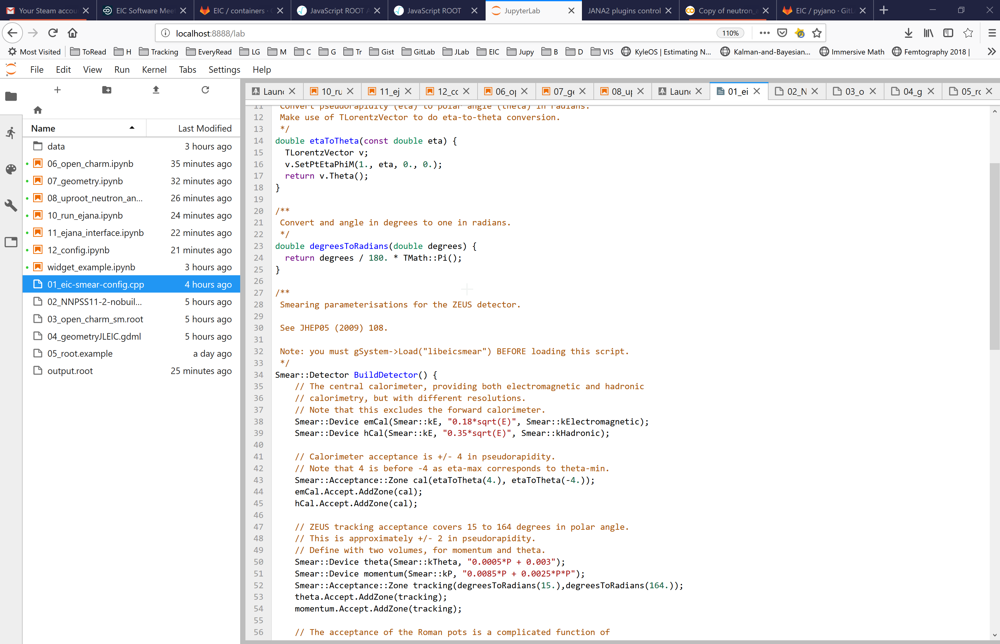 Your Steam accou
EIC Software Mee
EIC / containers ·
JavaScript ROOT
JavaScript ROOT
JupyterLab
JANA2 plugins control
Copy of neutron_a
EIC / pyjano · GitL
localhost:8888/lab
110%
Most Visited
ToRead
H
Tracking
EveryRead
LG
M
C
G
Tr
Gist
GitLab
JLab
EIC
Jupy
B
D
VIS
KyleOS | Estimating N...
Kalman-and-Bayesian...
Immersive Math
Femtography 2018 |
File Edit View Run Kernel Tabs Settings Help
Name Last Modified
data 3 hours ago
06_open_charm.ipynb 35 minutes ago
07_geometry.ipynb 32 minutes ago
08_uproot_neutron_an... 26 minutes ago
10_run_ejana.ipynb 24 minutes ago
11_ejana_interface.ipynb 22 minutes ago
12_config.ipynb 21 minutes ago
widget_example.ipynb 3 hours ago
01_eic-smear-config.cpp 4 hours ago
02_NNPSS11-2-nobuil... 5 hours ago
03_open_charm_sm.root 5 hours ago
04_geometryJLEIC.gdml 5 hours ago
05_root.example a day ago
output.root 25 minutes ago
Laun
10_ru
11_ej
12_co
06_op
07_ge
08_up
Laun
01_ei
02_N
03_o
04_g
05_ro
11 Convert pseudorapidity (eta) to polar angle (theta) in radians.
12 Make use of TLorentzVector to do eta-to-theta conversion.
13 */
14 double etaToTheta(const double eta) {
15 TLorentzVector v;
16 v.SetPtEtaPhiM(1., eta, 0., 0.);
17 return v.Theta();
18 }
19
20 /**
21 Convert and angle in degrees to one in radians.
22 */
23 double degreesToRadians(double degrees) {
24 return degrees / 180. * TMath::Pi();
25 }
26
27 /**
28 Smearing parameterisations for the ZEUS detector.
29
30 See JHEP05 (2009) 108.
31
32 Note: you must gSystem->Load("libeicsmear") BEFORE loading this script.
33 */
34 Smear::Detector BuildDetector() {
35 // The central calorimeter, providing both electromagnetic and hadronic
36 // calorimetry, but with different resolutions.
37 // Note that this excludes the forward calorimeter.
38 Smear::Device emCal(Smear::kE, "0.18*sqrt(E)", Smear::kElectromagnetic);
39 Smear::Device hCal(Smear::kE, "0.35*sqrt(E)", Smear::kHadronic);
40
41 // Calorimeter acceptance is +/- 4 in pseudorapidity.
42 // Note that 4 is before -4 as eta-max corresponds to theta-min.
43 Smear::Acceptance::Zone cal(etaToTheta(4.), etaToTheta(-4.));
44 emCal.Accept.AddZone(cal);
45 hCal.Accept.AddZone(cal);
46
47 // ZEUS tracking acceptance covers 15 to 164 degrees in polar angle.
48 // This is approximately +/- 2 in pseudorapidity.
49 // Define with two volumes, for momentum and theta.
50 Smear::Device theta(Smear::kTheta, "0.0005*P + 0.003");
51 Smear::Device momentum(Smear::kP, "0.0085*P + 0.0025*P*P");
52 Smear::Acceptance::Zone tracking(degreesToRadians(15.),degreesToRadians(164.));
53 theta.Accept.AddZone(tracking);
54 momentum.Accept.AddZone(tracking);
55
56 // The acceptance of the Roman pots is a complicated function of